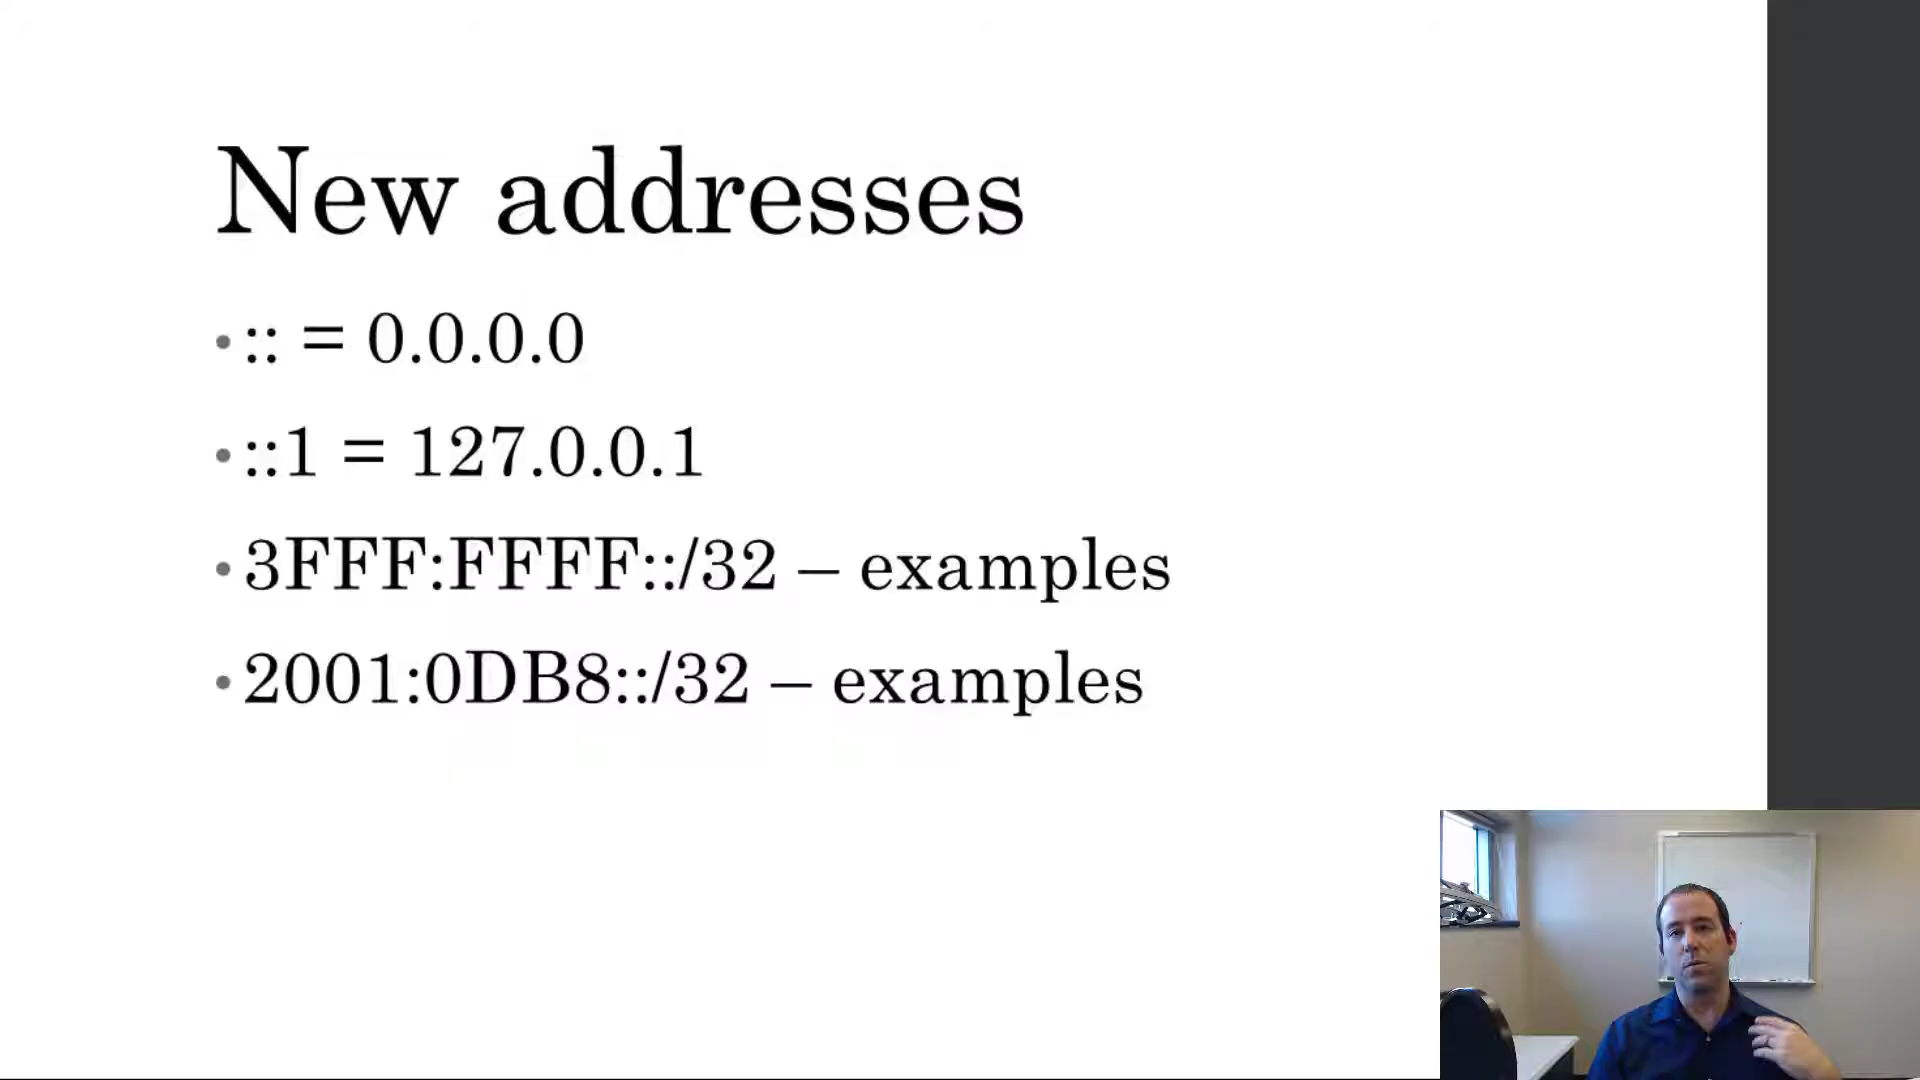 New addresses
• :: = 0.0.0.0
• ::1 = 127.0.0.1
• 3FFF:FFFF::/32 – examples
• 2001:0DB8::/32 – examples